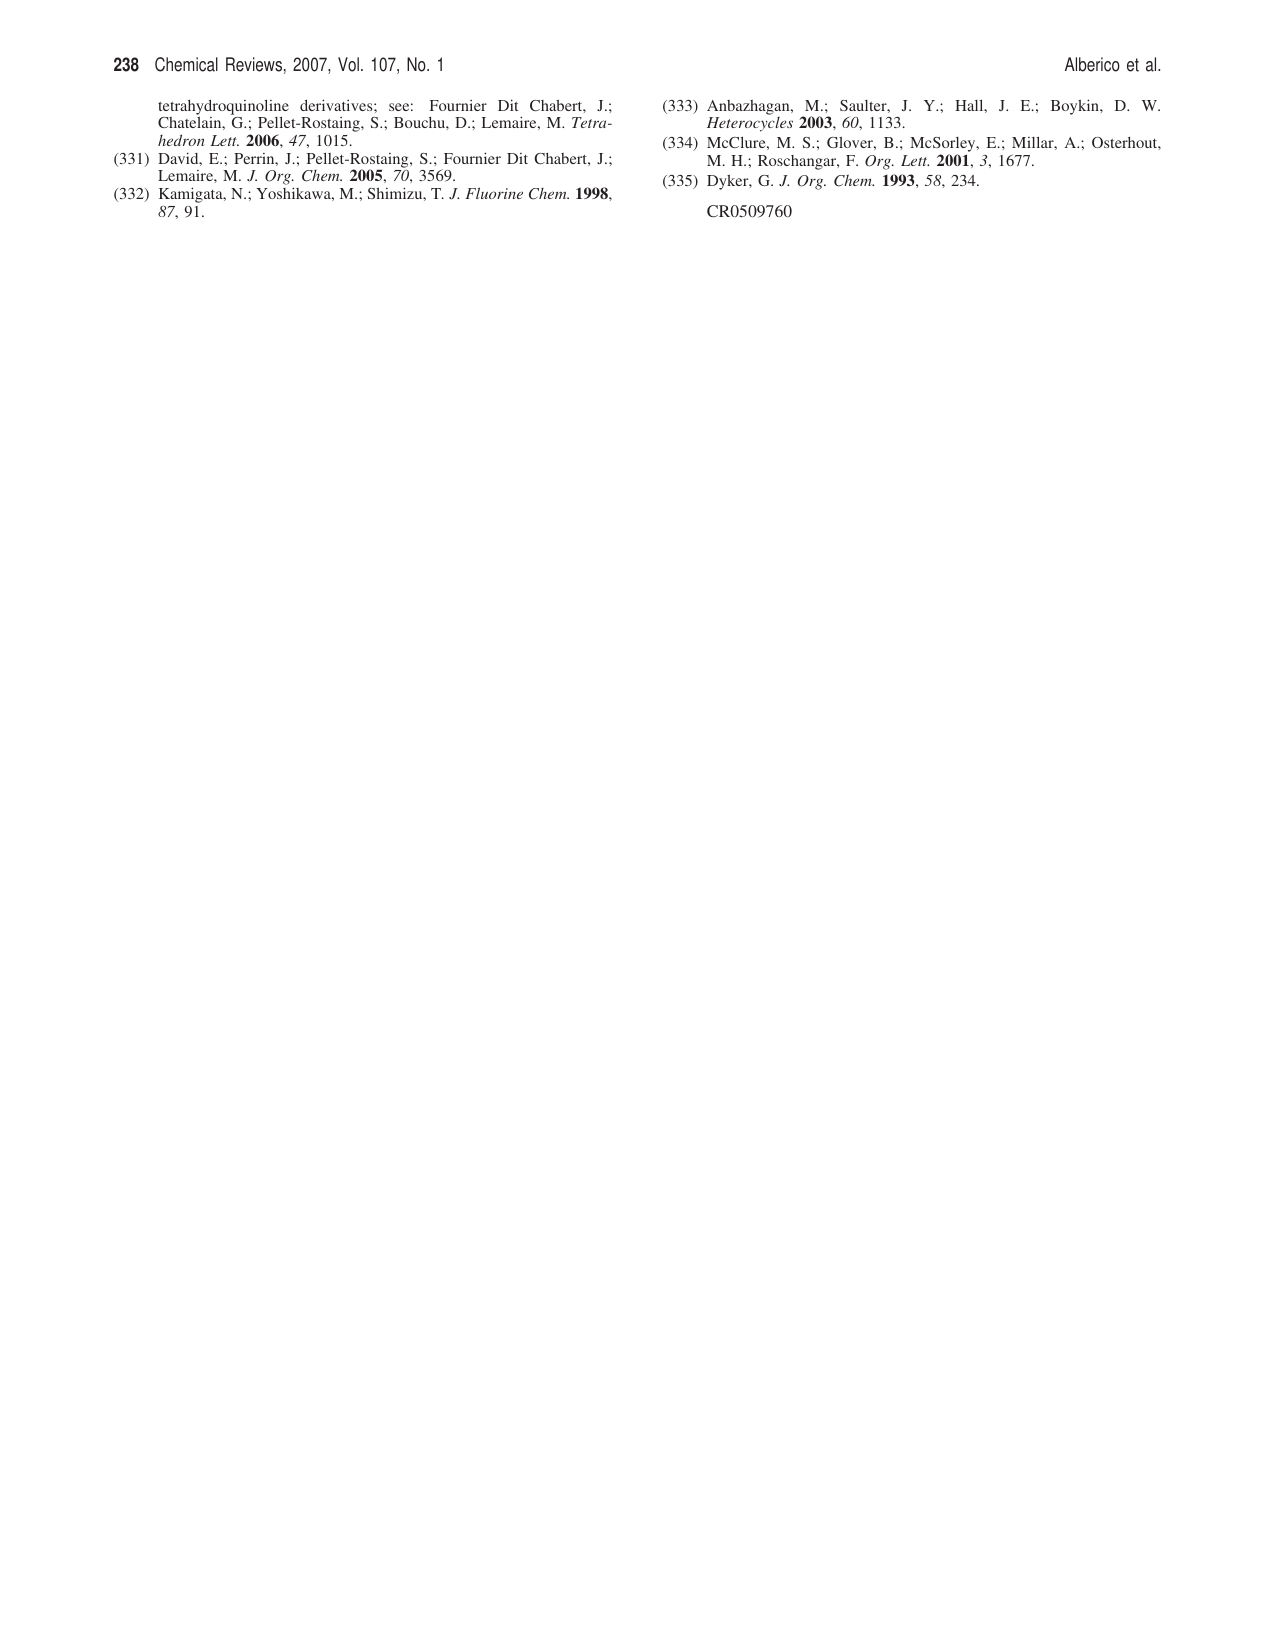 238 Chemical Reviews, 2007, Vol. 107, No. 1
Alberico et al.
tetrahydroquinoline derivatives; see: Fournier Dit Chabert, J.;
Chatelain, G.; Pellet-Rostaing, S.; Bouchu, D.; Lemaire, M. Tetra-
hedron Lett. 2006, 47, 1015.
(331) David, E.; Perrin, J.; Pellet-Rostaing, S.; Fournier Dit Chabert, J.;
Lemaire, M. J. Org. Chem. 2005, 70, 3569.
(332) Kamigata, N.; Yoshikawa, M.; Shimizu, T. J. Fluorine Chem. 1998,
87, 91.
(333) Anbazhagan, M.; Saulter, J. Y.; Hall, J. E.; Boykin, D. W.
Heterocycles 2003, 60, 1133.
(334) McClure, M. S.; Glover, B.; McSorley, E.; Millar, A.; Osterhout,
M. H.; Roschangar, F. Org. Lett. 2001, 3, 1677.
(335) Dyker, G. J. Org. Chem. 1993, 58, 234.
CR0509760